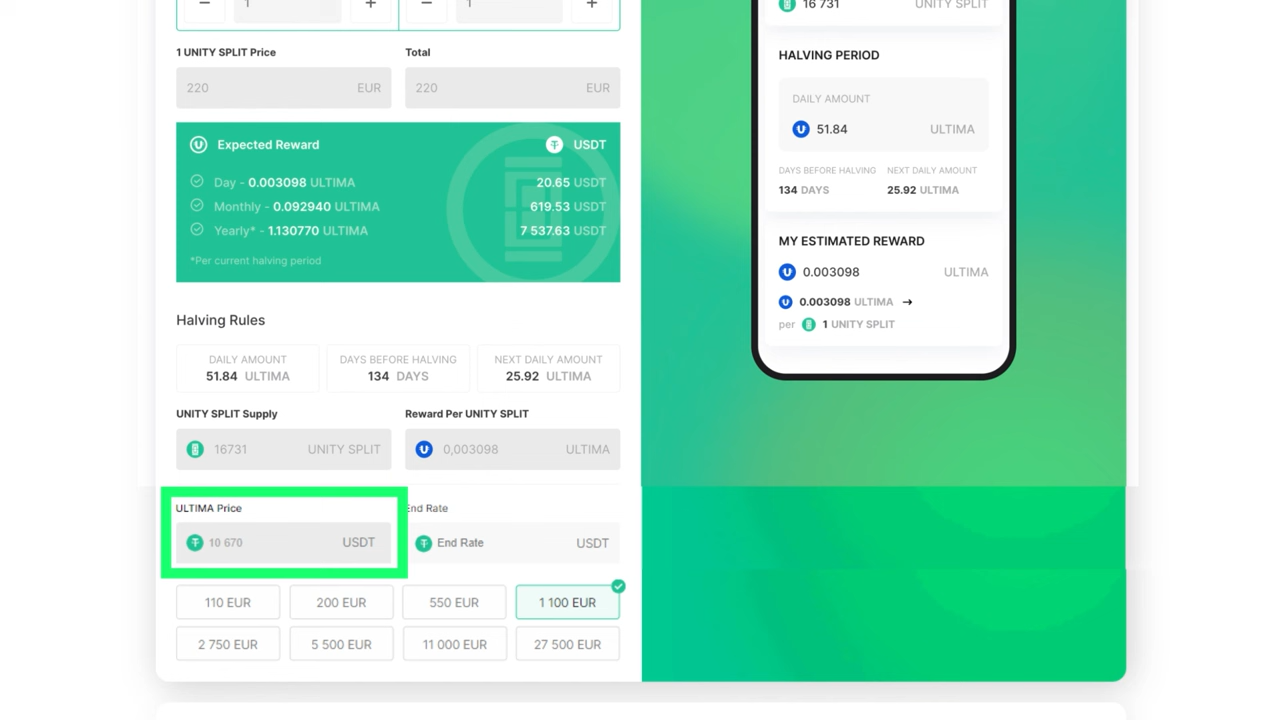 − 1 + − 1 +
1 UNITY SPLIT Price Total
220 EUR 220 EUR
Expected Reward USDT
Day - 0.003098 ULTIMA 20.65 USDT
Monthly - 0.092940 ULTIMA 619.53 USDT
Yearly* - 1.130770 ULTIMA 7 537.63 USDT
*Per current halving period
Halving Rules
DAILY AMOUNT DAYS BEFORE HALVING NEXT DAILY AMOUNT
51.84 ULTIMA 134 DAYS 25.92 ULTIMA
UNITY SPLIT Supply Reward Per UNITY SPLIT
16731 UNITY SPLIT 0,003098 ULTIMA
ULTIMA Price End Rate
10 670 USDT End Rate USDT
110 EUR 200 EUR 550 EUR 1 100 EUR
2 750 EUR 5 500 EUR 11 000 EUR 27 500 EUR
16 731 UNITY SPLIT
HALVING PERIOD
DAILY AMOUNT
51.84 ULTIMA
DAYS BEFORE HALVING NEXT DAILY AMOUNT
134 DAYS 25.92 ULTIMA
MY ESTIMATED REWARD
0.003098 ULTIMA
0.003098 ULTIMA →
per 1 UNITY SPLIT